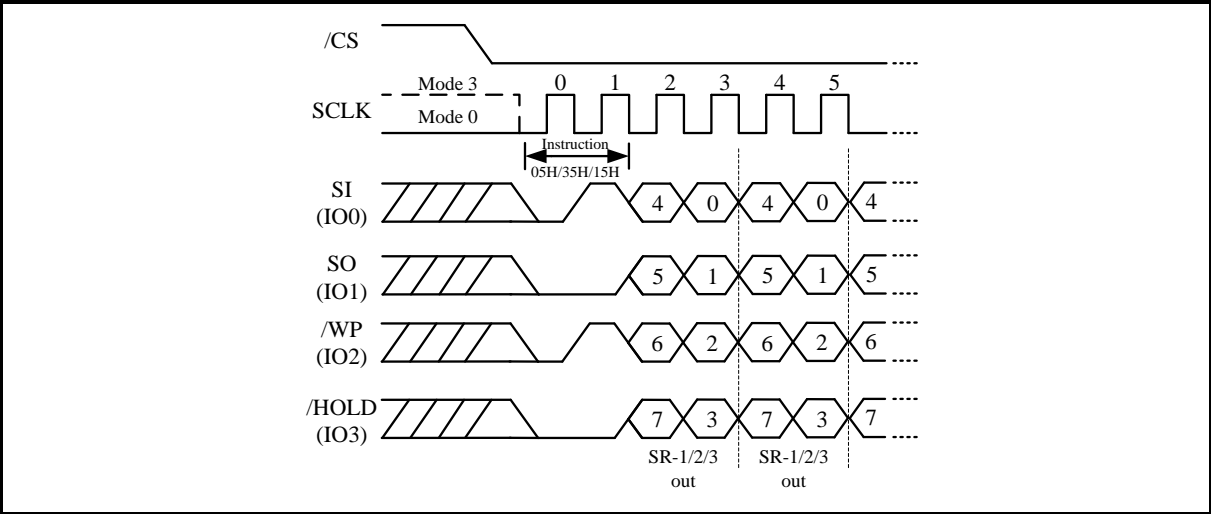 /CS
Mode 3 0 1 2 3 4 5
SCLK
Mode 0
Instruction
05H/35H/15H
SI
(IO0)
4 0 4 0 4
SO
(IO1)
5 1 5 1 5
/WP
(IO2)
6 2 6 2 6
/HOLD
(IO3)
7 3 7 3 7
SR-1/2/3 SR-1/2/3
out out